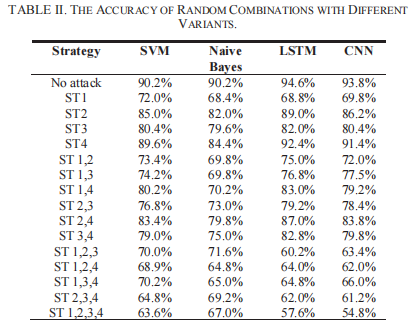 TABLE II. THE ACCURACY OF RANDOM COMBINATIONS WITH DIFFERENT
VARIANTS.
Strategy SVM Naive Bayes LSTM CNN
No attack 90.2% 90.2% 94.6% 93.8%
ST1 72.0% 68.4% 68.8% 69.8%
ST2 85.0% 82.0% 89.0% 86.2%
ST3 80.4% 79.6% 82.0% 80.4%
ST4 89.6% 84.4% 92.4% 91.4%
ST 1,2 73.4% 69.8% 75.0% 72.0%
ST 1,3 74.2% 69.8% 76.8% 77.5%
ST 1,4 80.2% 70.2% 83.0% 79.2%
ST 2,3 76.8% 73.0% 79.2% 78.4%
ST 2,4 83.4% 79.8% 87.0% 83.8%
ST 3,4 79.0% 75.0% 82.8% 79.8%
ST 1,2,3 70.0% 71.6% 60.2% 63.4%
ST 1,2,4 68.9% 64.8% 64.0% 62.0%
ST 1,3,4 70.2% 65.0% 64.8% 66.0%
ST 2,3,4 64.8% 69.2% 62.0% 61.2%
ST 1,2,3,4 63.6% 67.0% 57.6% 54.8%